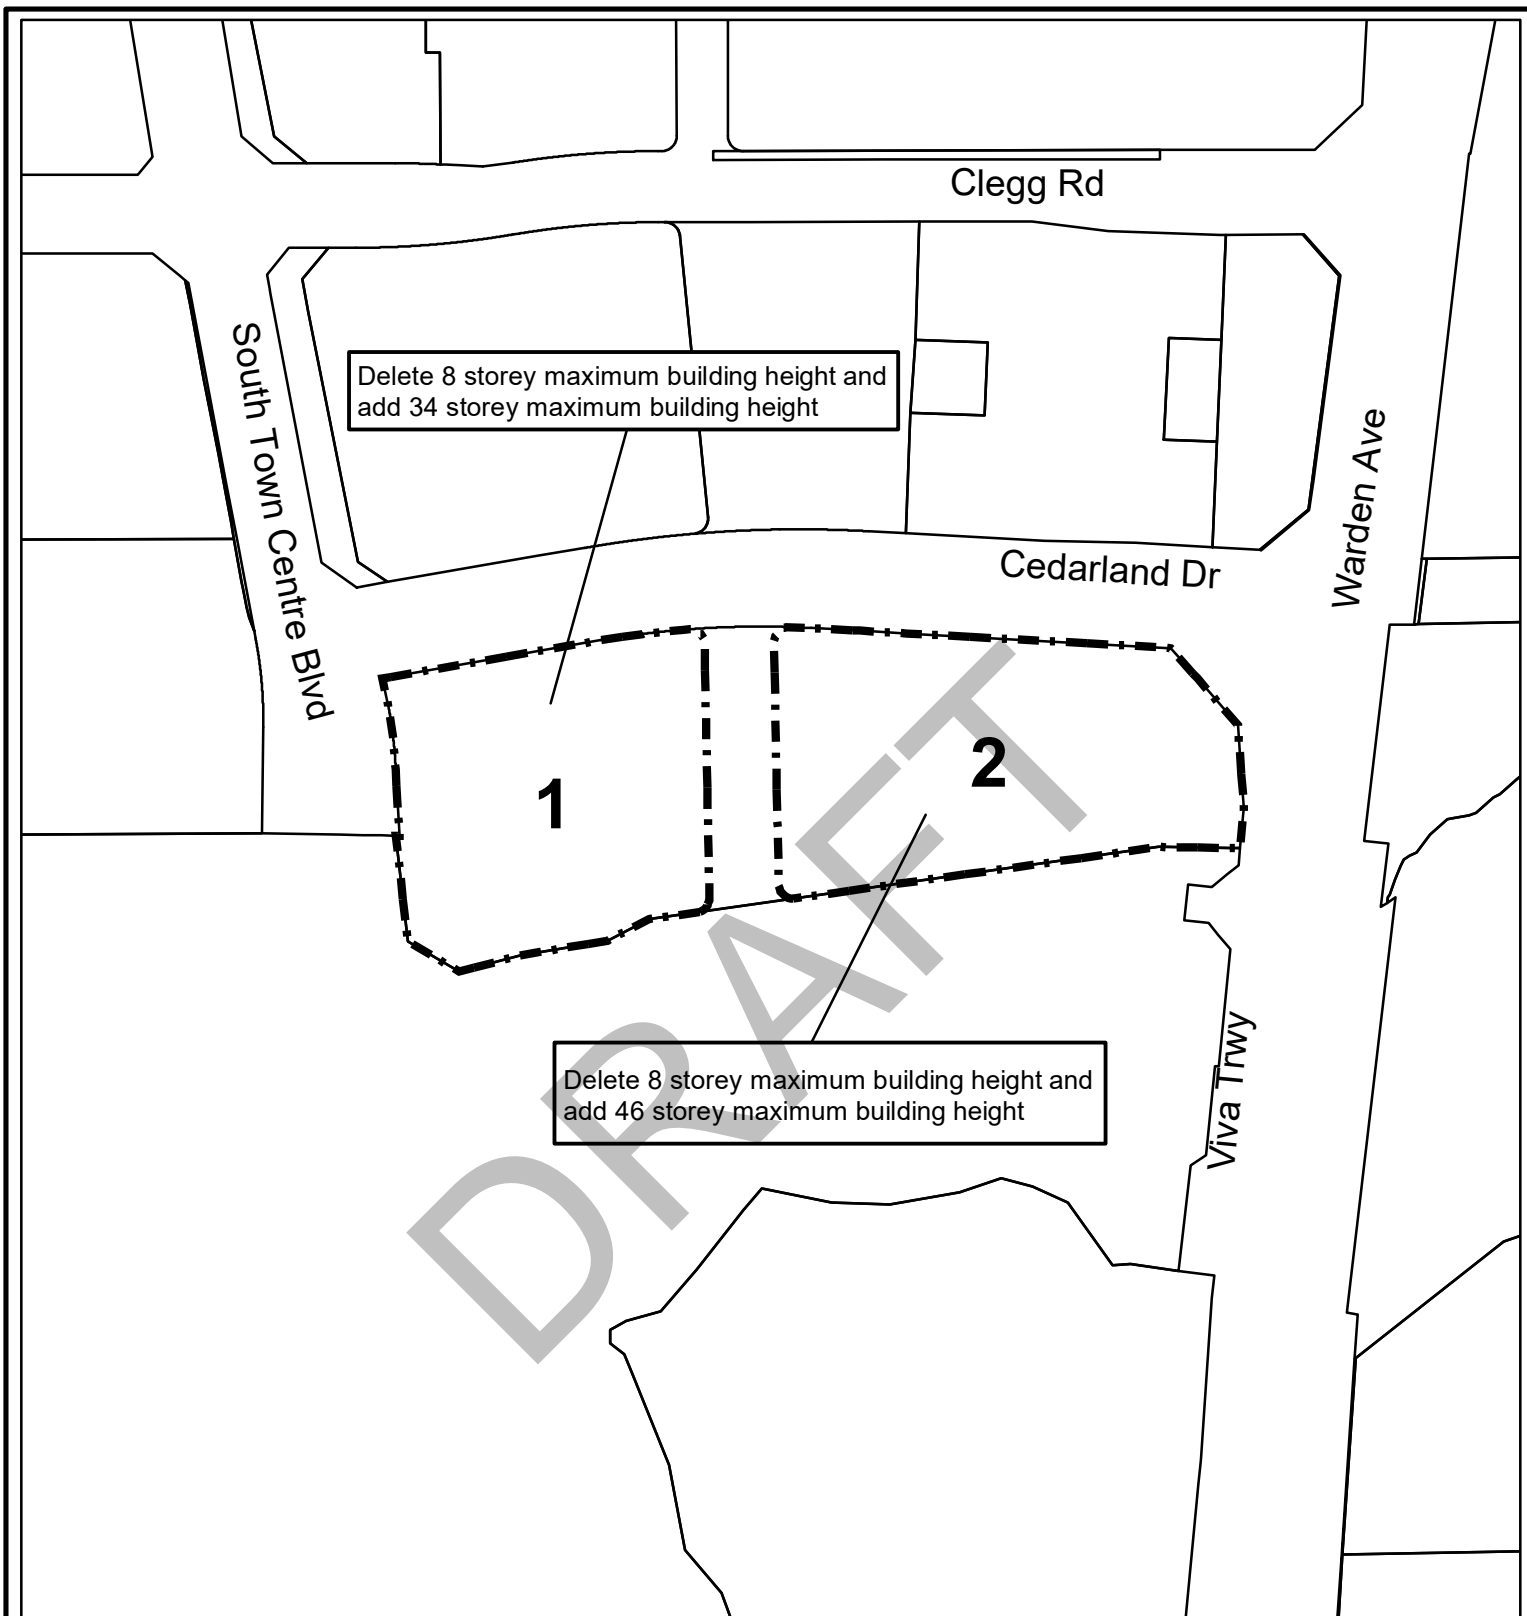 Clegg Rd
South Town Centre Blvd
Delete 8 storey maximum building height and
add 34 storey maximum building height
Warden Ave
Cedarland Dr
1
2
DRAFT
Delete 8 storey maximum building height and
add 46 storey maximum building height
Viva Trwy